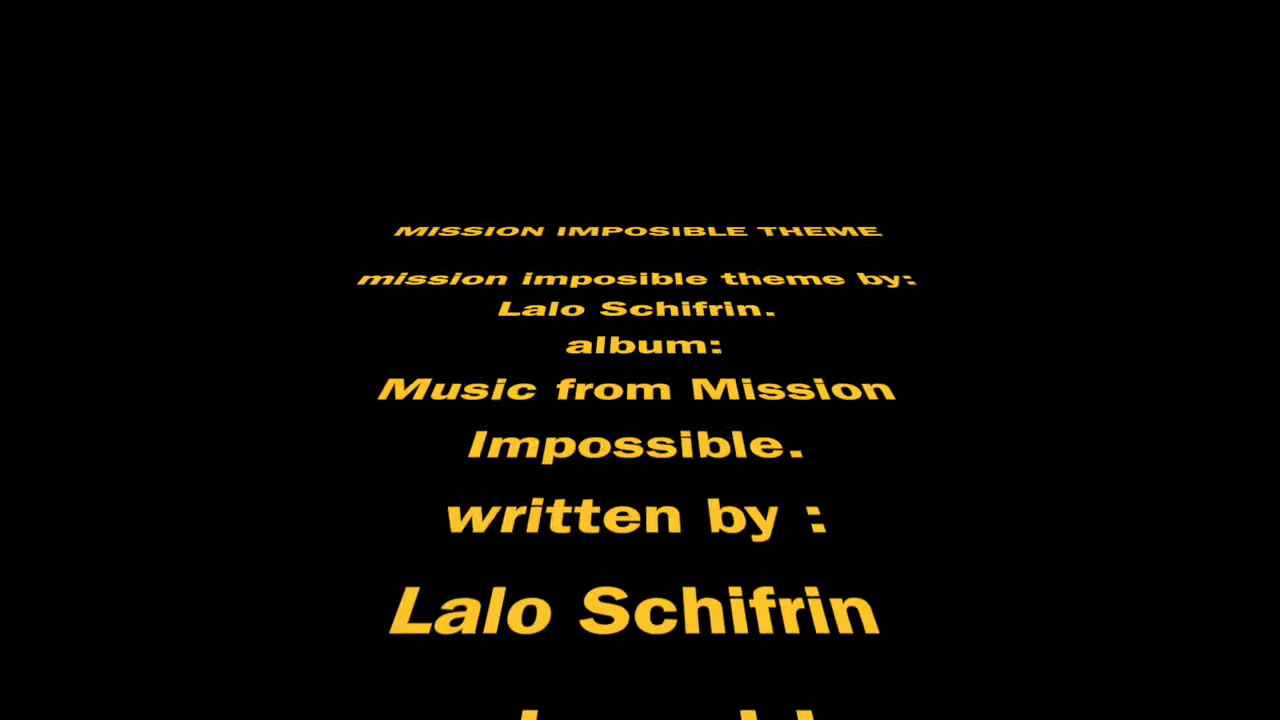 MISSION IMPOSIBLE THEME
mission imposible theme by:
Lalo Schifrin.
album:
Music from Mission
Impossible.
written by :
Lalo Schifrin